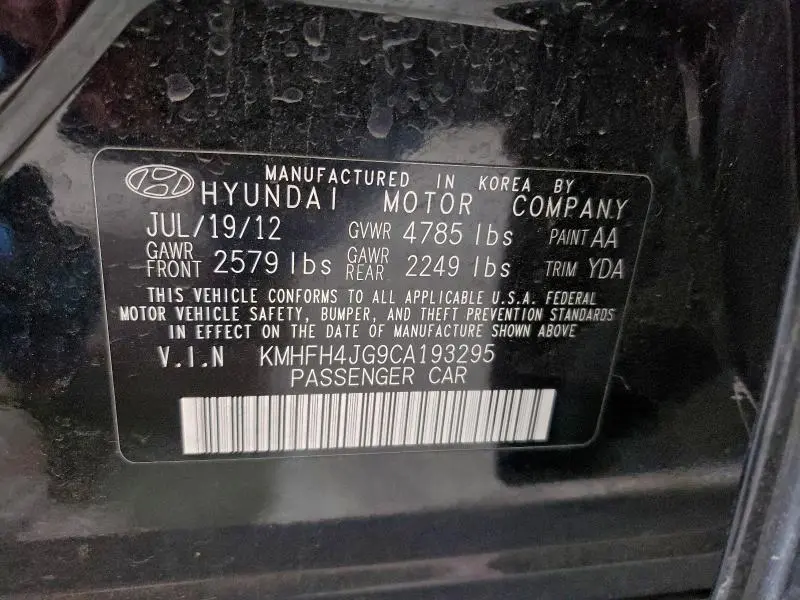 MANUFACTURED IN KOREA BY
HYUNDAI MOTOR COMPANY
JUL/19/12 GVWR 4785 lbs PAINT AA
GAWR FRONT 2579 lbs GAWR REAR 2249 lbs TRIM YDA
THIS VEHICLE CONFORMS TO ALL APPLICABLE U.S.A. FEDERAL
MOTOR VEHICLE SAFETY, BUMPER, AND THEFT PREVENTION STANDARDS
IN EFFECT ON THE DATE OF MANUFACTURE SHOWN ABOVE
V.I.N KMHFH4JG9CA193295
PASSENGER CAR